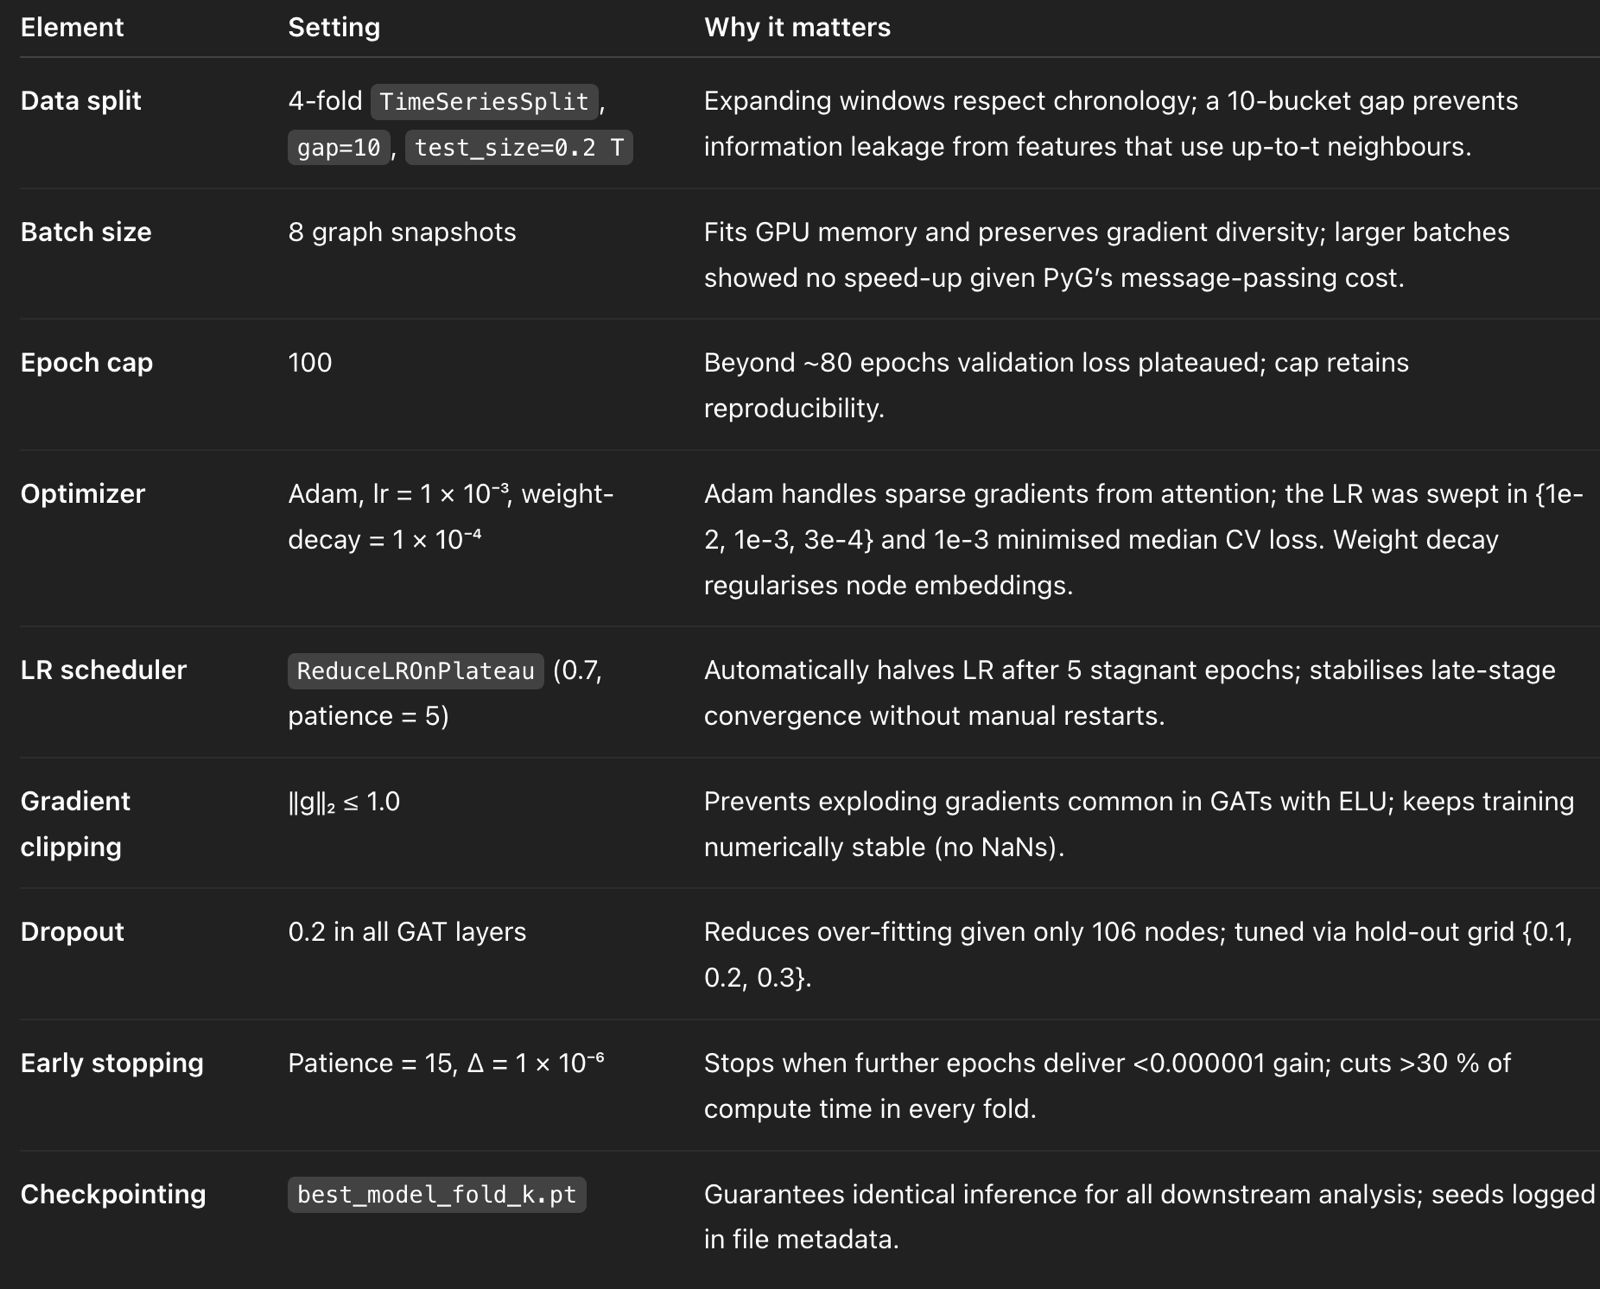 Element Setting Why it matters
Data split 4-fold TimeSeriesSplit, Expanding windows respect chronology; a 10-bucket gap prevents
gap=10, test_size=0.2 T information leakage from features that use up-to-t neighbours.
Batch size 8 graph snapshots Fits GPU memory and preserves gradient diversity; larger batches
showed no speed-up given PyG’s message-passing cost.
Epoch cap 100 Beyond ~80 epochs validation loss plateaued; cap retains
reproducibility.
Optimizer Adam, lr = 1 × 10⁻³, weight- Adam handles sparse gradients from attention; the LR was swept in {1e-
decay = 1 × 10⁻⁴ 2, 1e-3, 3e-4} and 1e-3 minimised median CV loss. Weight decay
regularises node embeddings.
LR scheduler ReduceLROnPlateau (0.7, Automatically halves LR after 5 stagnant epochs; stabilises late-stage
patience = 5) convergence without manual restarts.
Gradient ‖g‖₂ ≤ 1.0 Prevents exploding gradients common in GATs with ELU; keeps training
clipping numerically stable (no NaNs).
Dropout 0.2 in all GAT layers Reduces over-fitting given only 106 nodes; tuned via hold-out grid {0.1,
0.2, 0.3}.
Early stopping Patience = 15, Δ = 1 × 10⁻⁶ Stops when further epochs deliver <0.000001 gain; cuts >30 % of
compute time in every fold.
Checkpointing best_model_fold_k.pt Guarantees identical inference for all downstream analysis; seeds logged
in file metadata.